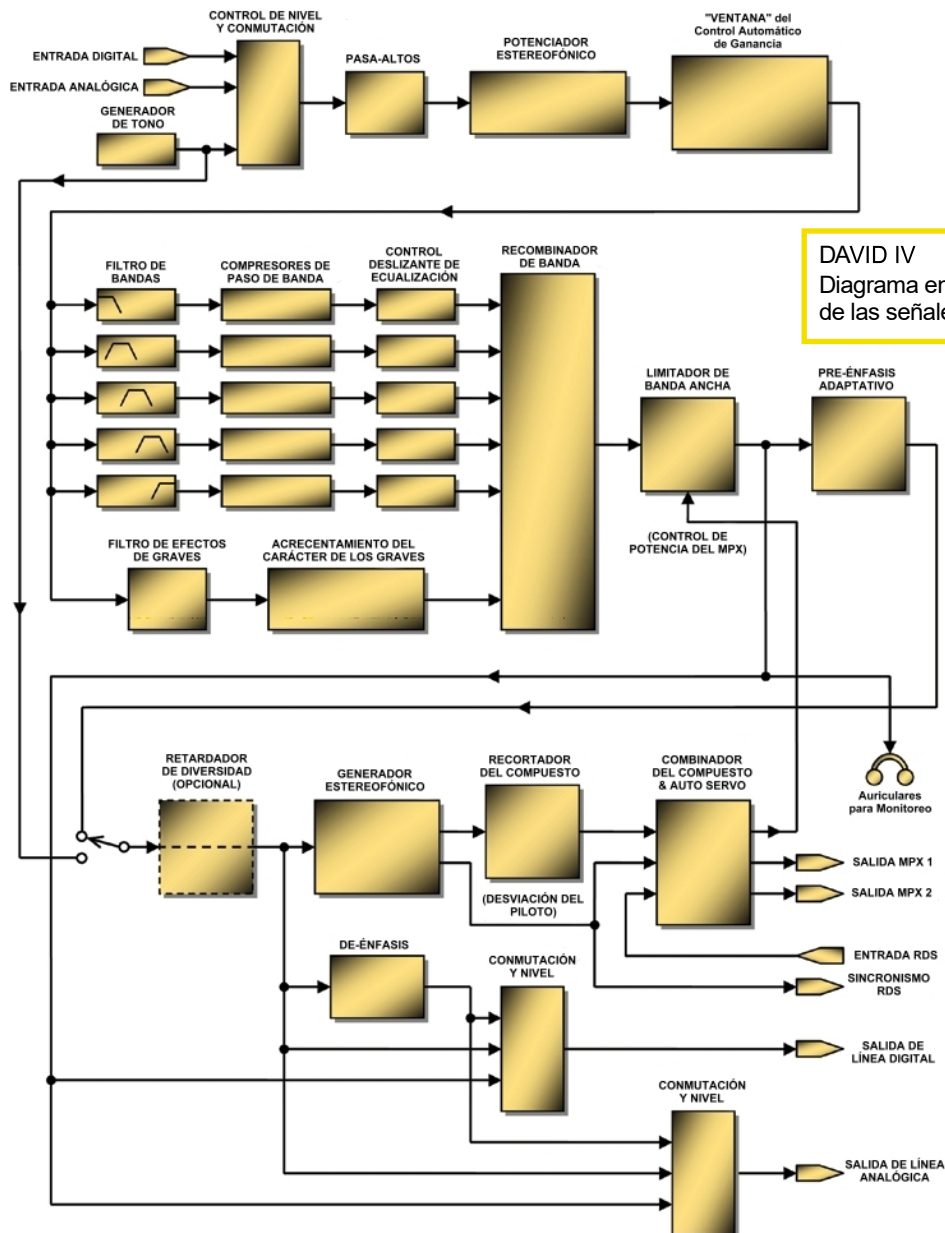 CONTROL DE NIVEL
Y CONMUTACIÓN
ENTRADA DIGITAL
ENTRADA ANALÓGICA
GENERADOR
DE TONO
PASA-ALTOS
POTENCIADOR
ESTEREOFÓNICO
"VENTANA" del
Control Automático
de Ganancia
DAVID IV
Diagrama en
de las señale
FILTRO DE
BANDAS
COMPRESORES DE
PASO DE BANDA
CONTROL
DESLIZANTE DE
ECUALIZACIÓN
RECOMBINADOR
DE BANDA
LIMITADOR DE
BANDA ANCHA
PRE-ÉNFASIS
ADAPTATIVO
(CONTROL DE
POTENCIA DEL MPX)
FILTRO DE EFECTOS
DE GRAVES
ACRECENTAMIENTO DEL
CARÁCTER DE LOS GRAVES
RETARDADOR
DE DIVERSIDAD
(OPCIONAL)
GENERADOR
ESTEREOFÓNICO
RECORTADOR
DEL COMPUESTO
COMBINADOR
DEL COMPUESTO
& AUTO SERVO
Auriculares
para Monitoreo
SALIDA MPX 1
SALIDA MPX 2
(DESVIACIÓN DEL
PILOTO)
ENTRADA RDS
SINCRONISMO
RDS
DE-ÉNFASIS
CONMUTACIÓN
Y NIVEL
SALIDA DE
LÍNEA DIGITAL
CONMUTACIÓN
Y NIVEL
SALIDA DE LÍNEA
ANALÓGICA